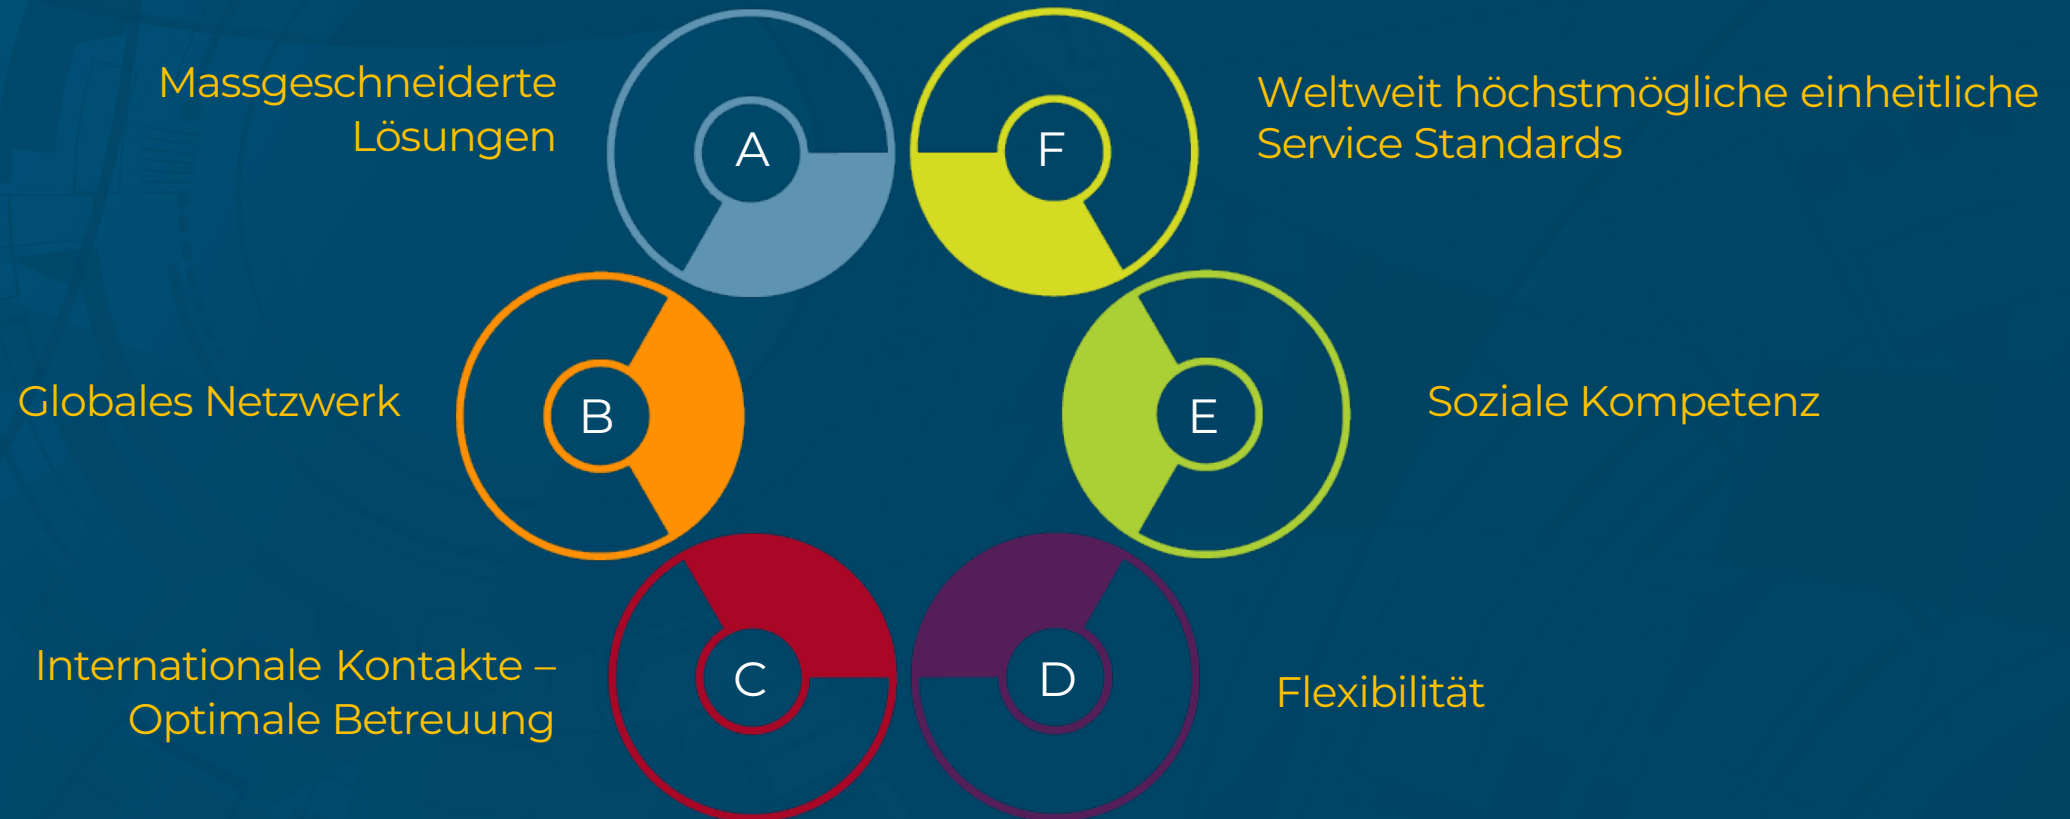 Massgeschneiderte
Lösungen
A
F
Weltweit höchstmögliche einheitliche
Service Standards
Globales Netzwerk
B
E
Soziale Kompetenz
Internationale Kontakte –
Optimale Betreuung
C
D
Flexibilität